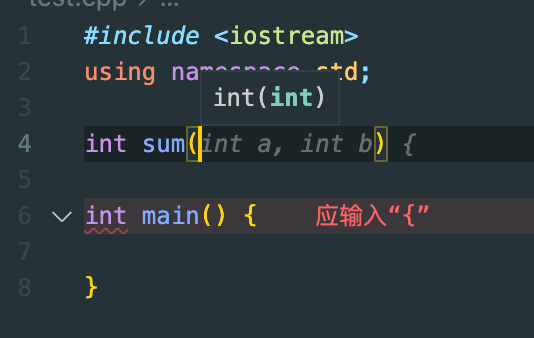 test.cpp > ...
1 #include <iostream>
2 using namespace std;
int(int)
3
4 int sum(int a, int b) {
5
6 int main() { 应输入“{”
7
8 }